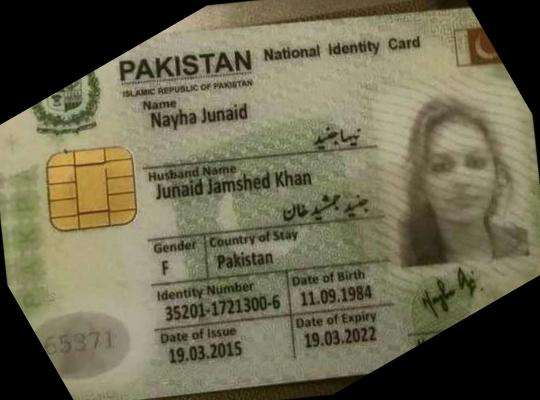 PAKISTAN National Identity Card
ISLAMIC REPUBLIC OF PAKISTAN
Name
Nayha Junaid
نیہا جنید
Husband Name
Junaid Jamshed Khan
جنید جمشید خان
Gender Country of Stay
F Pakistan
Identity Number Date of Birth
35201-1721300-6 11.09.1984
Date of Issue Date of Expiry
19.03.2015 19.03.2022
65371